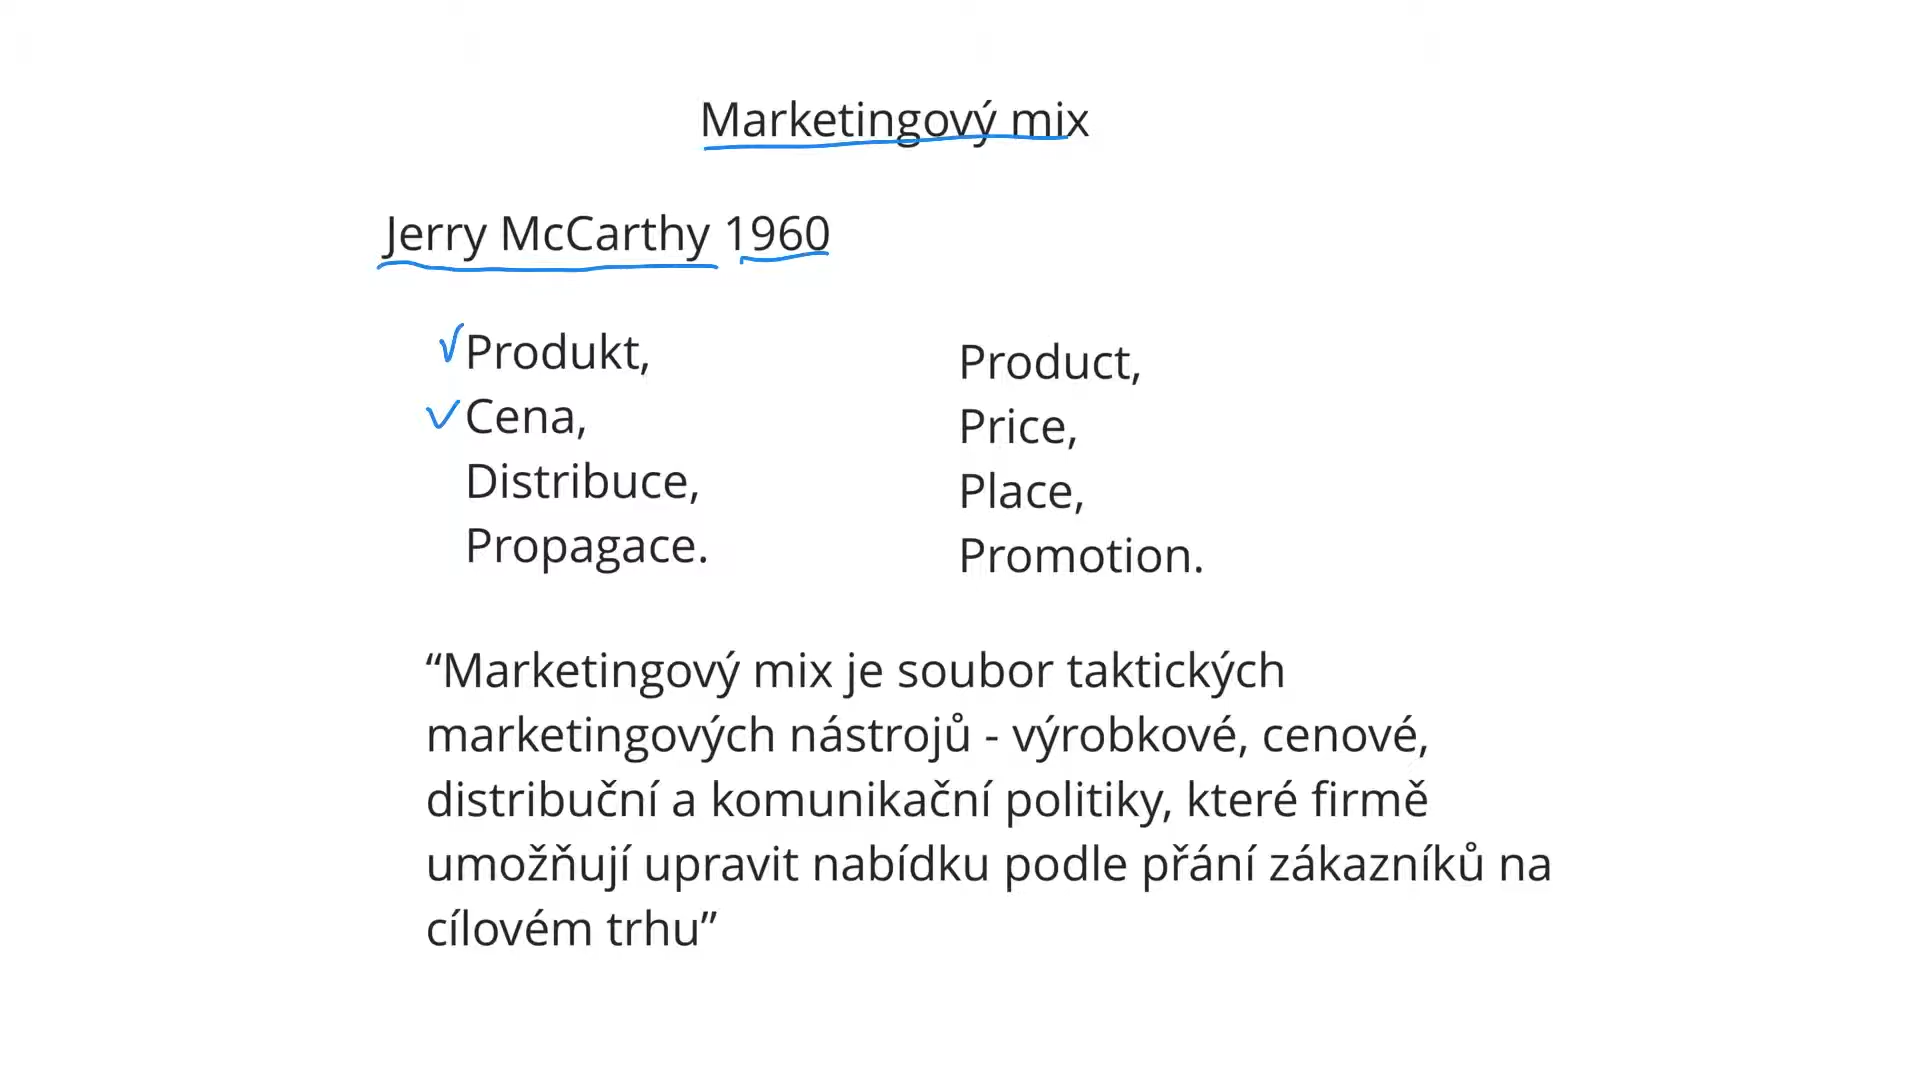 Marketingový mix
Jerry McCarthy 1960
Produkt,
Cena,
Distribuce,
Propagace.
Product,
Price,
Place,
Promotion.
“Marketingový mix je soubor taktických
marketingových nástrojů - výrobkové, cenové,
distribuční a komunikační politiky, které firmě
umožňují upravit nabídku podle přání zákazníků na
cílovém trhu”